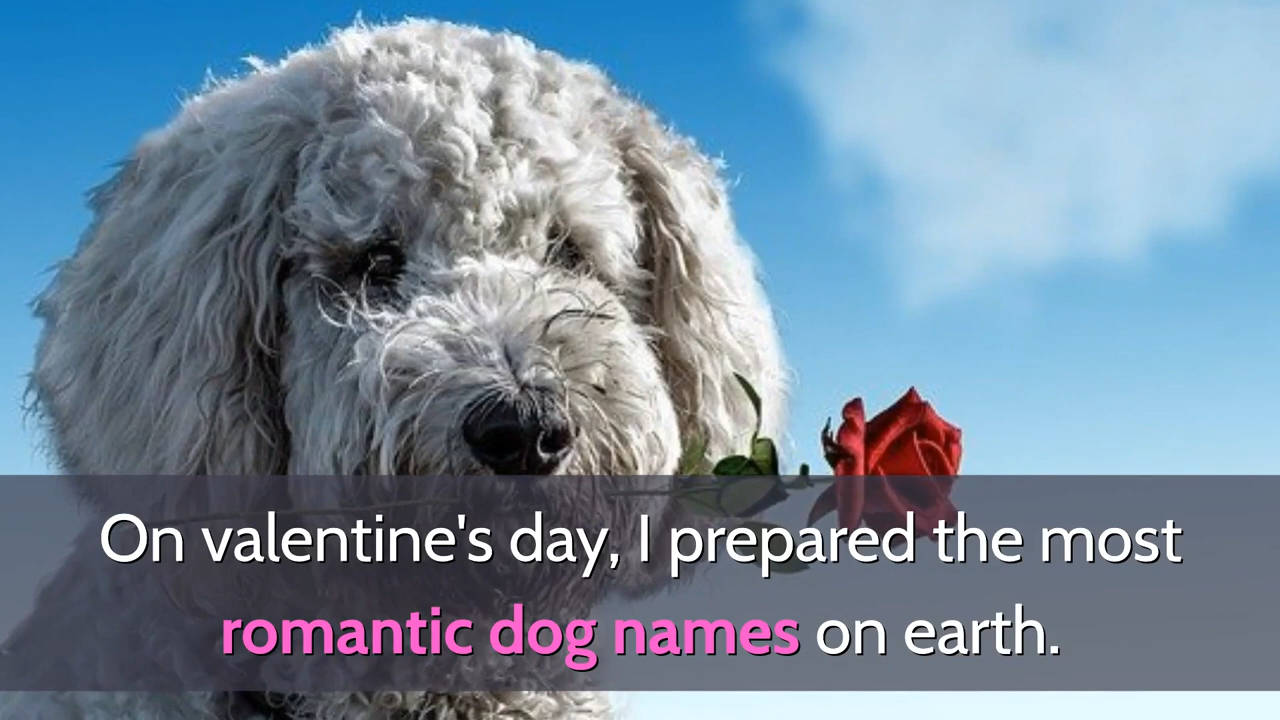 On valentine's day, I prepared the most
romantic dog names on earth.